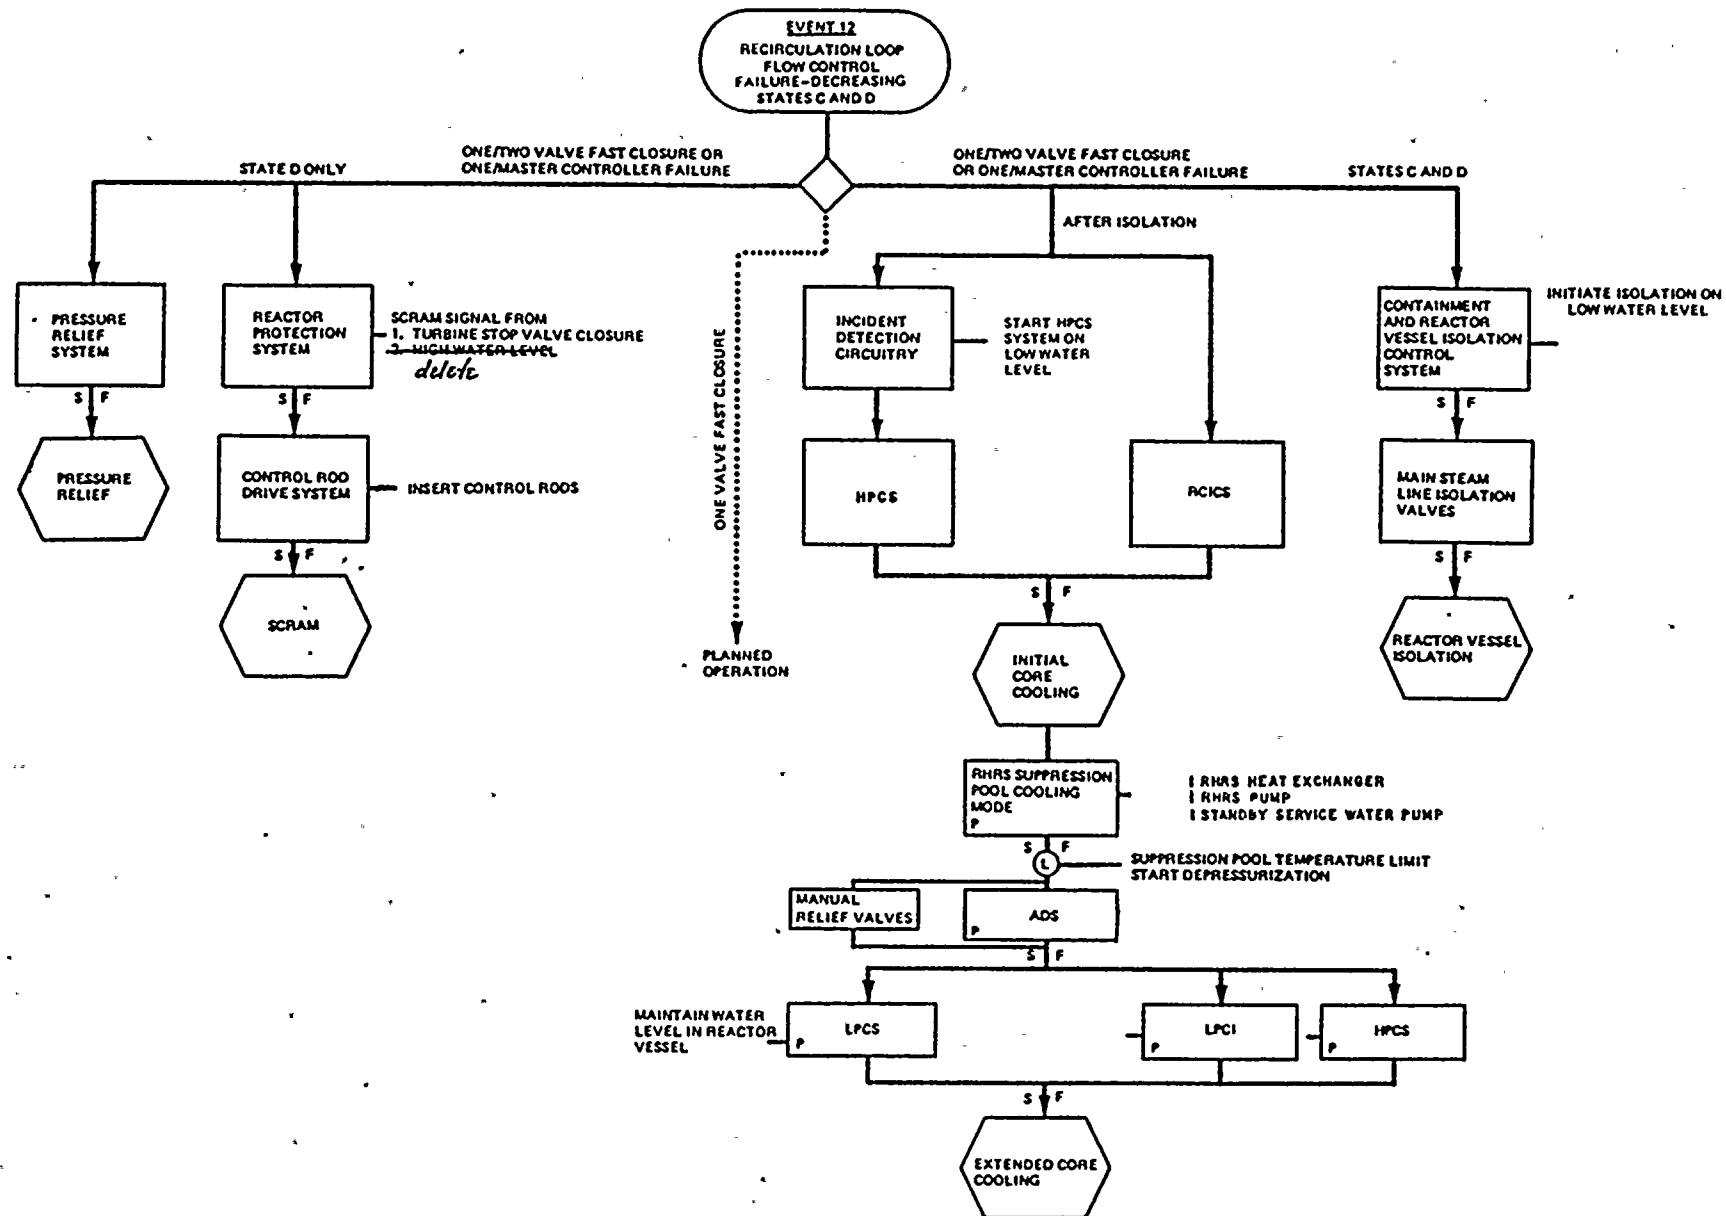 EVENT 12
RECIRCULATION LOOP
FLOW CONTROL
FAILURE-DECREASING
STATES C AND D
STATE D ONLY
ONE/TWO VALVE FAST CLOSURE OR
ONE/MASTER CONTROLLER FAILURE
ONE/TWO VALVE FAST CLOSURE
OR ONE/MASTER CONTROLLER FAILURE
STATES C AND D
AFTER ISOLATION
PRESSURE
RELIEF
SYSTEM
S F
PRESSURE
RELIEF
REACTOR
PROTECTION
SYSTEM
SCRAM SIGNAL FROM
1. TURBINE STOP VALVE CLOSURE
2. HIGH WATER LEVEL
delete
S F
CONTROL ROD
DRIVE SYSTEM
INSERT CONTROL RODS
S F
SCRAM
ONE VALVE FAST CLOSURE
PLANNED
OPERATION
INCIDENT
DETECTION
CIRCUITRY
START HPCS
SYSTEM ON
LOW WATER
LEVEL
HPCS
RCICS
S F
INITIAL
CORE
COOLING
CONTAINMENT
AND REACTOR
VESSEL ISOLATION
CONTROL
SYSTEM
INITIATE ISOLATION ON
LOW WATER LEVEL
S F
MAIN STEAM
LINE ISOLATION
VALVES
S F
REACTOR VESSEL
ISOLATION
RHRS SUPPRESSION
POOL COOLING
MODE
P
1 RHRS HEAT EXCHANGER
1 RHRS PUMP
1 STANDBY SERVICE WATER PUMP
S F
L
SUPPRESSION POOL TEMPERATURE LIMIT
START DEPRESSURIZATION
MANUAL
RELIEF VALVES
ADS
P
S F
MAINTAIN WATER
LEVEL IN REACTOR
VESSEL
LPCS
P
LPCI
P
HPCS
P
S F
EXTENDED CORE
COOLING